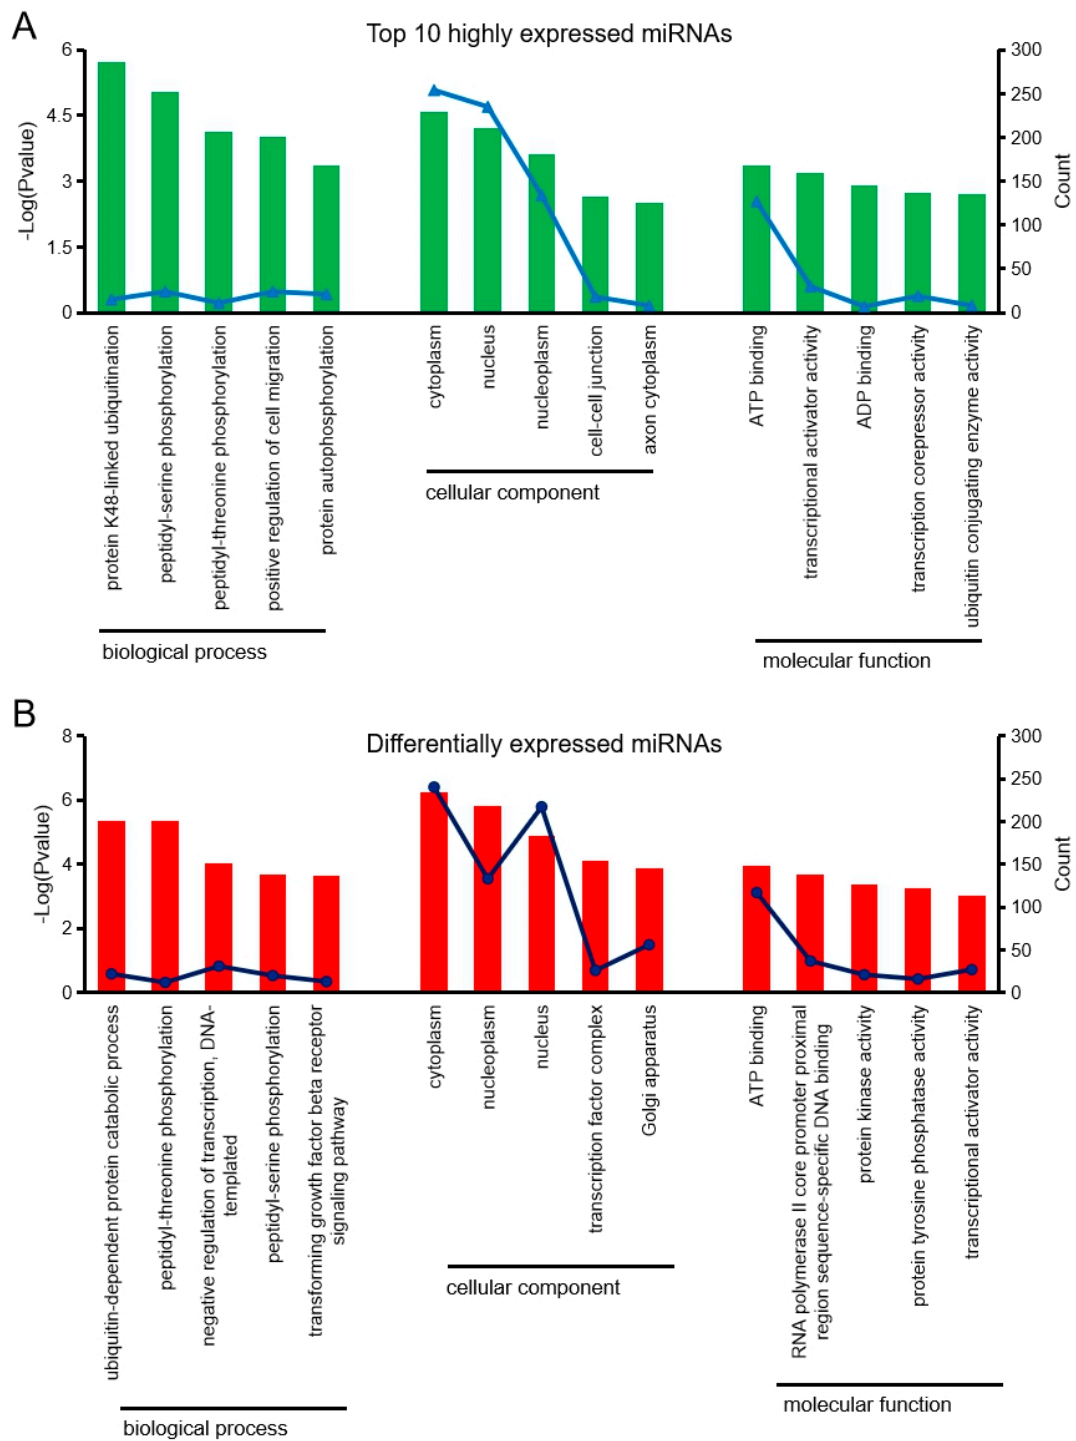 A
Top 10 highly expressed miRNAs
6
4.5
3
1.5
0
-Log(Pvalue)
300
250
200
150
100
50
0
Count
protein K48-linked ubiquitination
peptidyl-serine phosphorylation
peptidyl-threonine phosphorylation
positive regulation of cell migration
protein autophosphorylation
cytoplasm
nucleus
nucleoplasm
cell-cell junction
axon cytoplasm
ATP binding
transcriptional activator activity
ADP binding
transcription corepressor activity
ubiquitin conjugating enzyme activity
biological process
cellular component
molecular function
B
Differentially expressed miRNAs
8
6
4
2
0
-Log(Pvalue)
300
250
200
150
100
50
0
Count
ubiquitin-dependent protein catabolic process
peptidyl-threonine phosphorylation
negative regulation of transcription, DNA-
templated
peptidyl-serine phosphorylation
transforming growth factor beta receptor
signaling pathway
cytoplasm
nucleoplasm
nucleus
transcription factor complex
Golgi apparatus
ATP binding
RNA polymerase II core promoter proximal
region sequence-specific DNA binding
protein kinase activity
protein tyrosine phosphatase activity
transcriptional activator activity
biological process
cellular component
molecular function